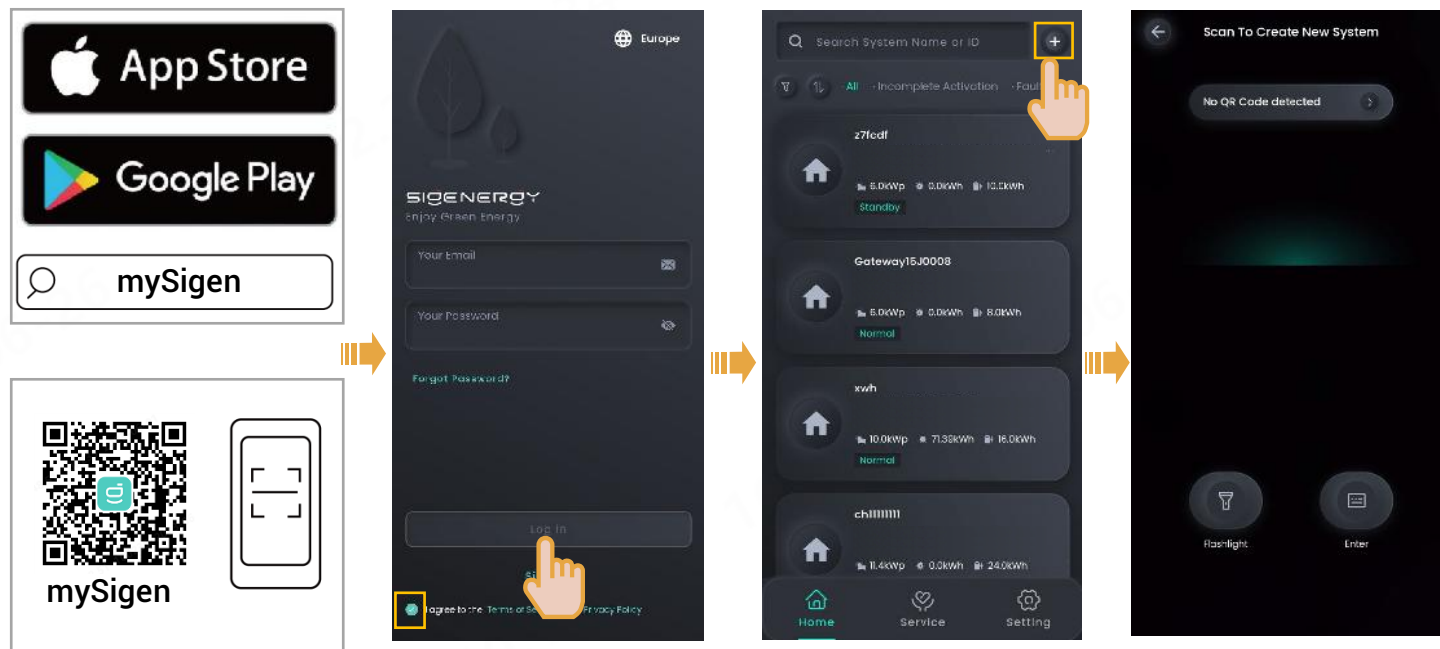 App Store
Google Play
mySigen
mySigen
Europe
SIGENERGY
Enjoy Green Energy
Your Email
Your Password
Forgot Password?
Log In
I agree to the Terms of Privacy Policy
Search System Name or ID
All · Incomplete Activation
z7fcdf
6.0kWp 0.0kWh 10.0kWh
Standby
Gateway15J0008
6.0kWp 0.0kWh 8.0kWh
Normal
xwh
10.0kWp 71.39kWh 16.0kWh
Normal
11.4kWp 0.0kWh 24.0kWh
Home Service Setting
Scan To Create New System
No QR Code detected
Flashlight Enter